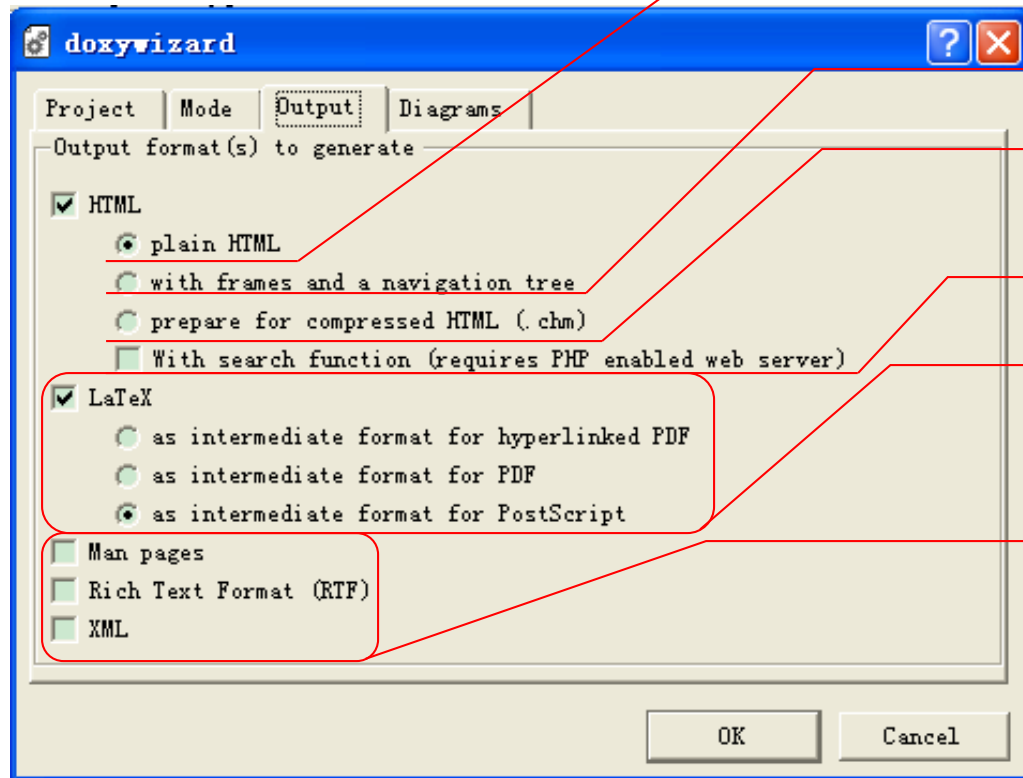 doxywizard
Project Mode Output Diagrams
Output format(s) to generate
HTML
plain HTML
with frames and a navigation tree
prepare for compressed HTML (.chm)
With search function (requires PHP enabled web server)
LaTeX
as intermediate format for hyperlinked PDF
as intermediate format for PDF
as intermediate format for PostScript
Man pages
Rich Text Format (RTF)
XML
OK Cancel